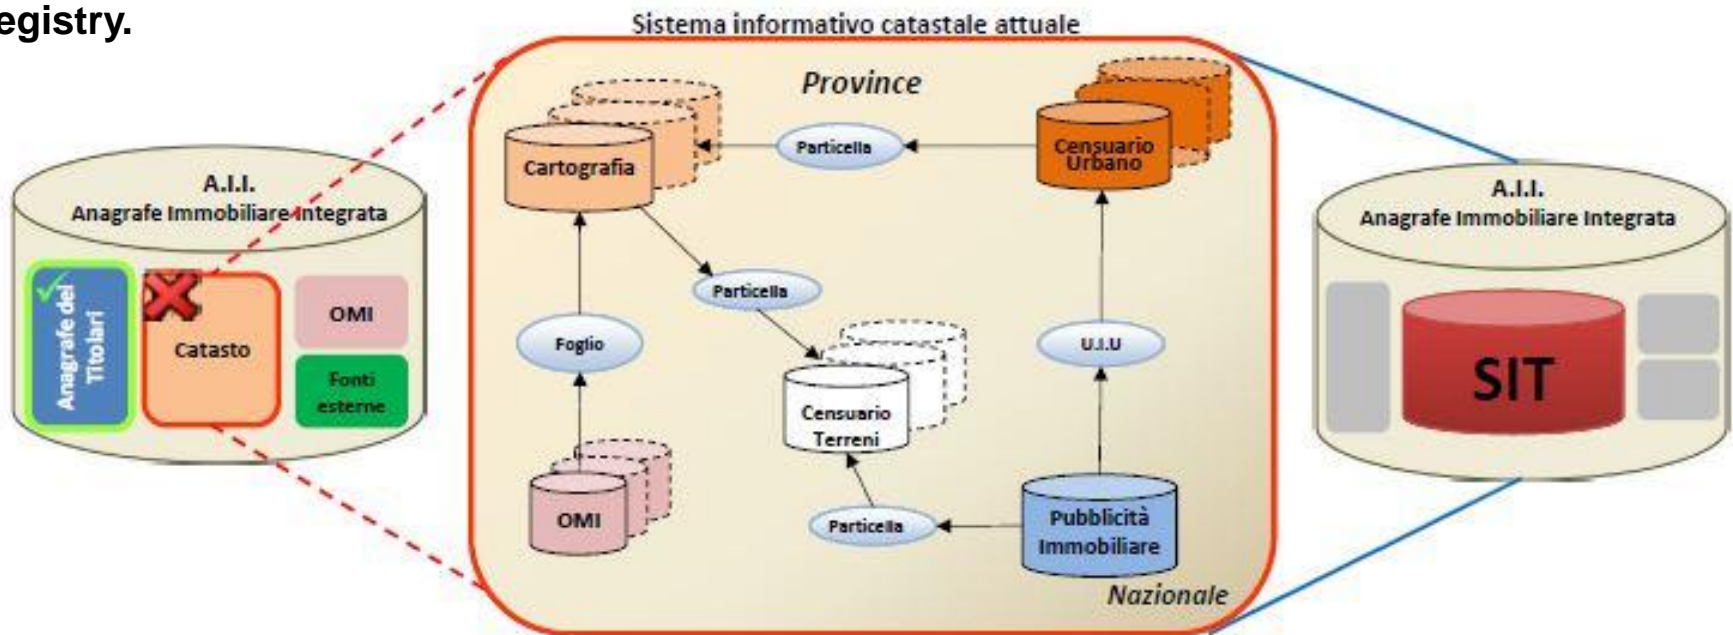 egistry.
Sistema informativo catastale attuale
A.I.I.
Anagrafe Immobiliare Integrata
Anagrafe dei
Titolari
Catasto
OMI
Fonti
esterne
Province
Cartografia
Particella
Censuario
Urbano
Particella
Foglio
U.I.U
Censuario
Terreni
OMI
Particella
Pubblicità
Immobiliare
Nazionale
A.I.I.
Anagrafe Immobiliare Integrata
SIT